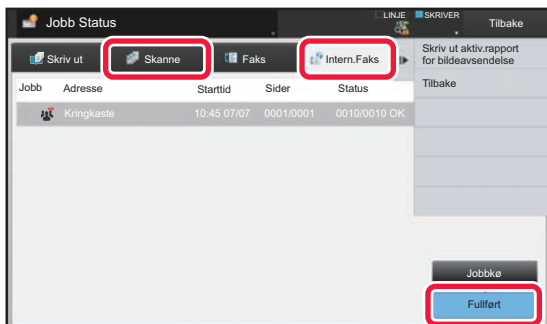 Jobb Status
LINJE
SKRIVER
Tilbake
Skriv ut
Skanne
Faks
Intern.Faks
Skriv ut aktiv.rapport
for bildeavsendelse
Tilbake
Jobb Adresse Starttid Sider Status
Kringkaste 10:45 07/07 0001/0001 0010/0010 OK
Jobbkø
Fullført